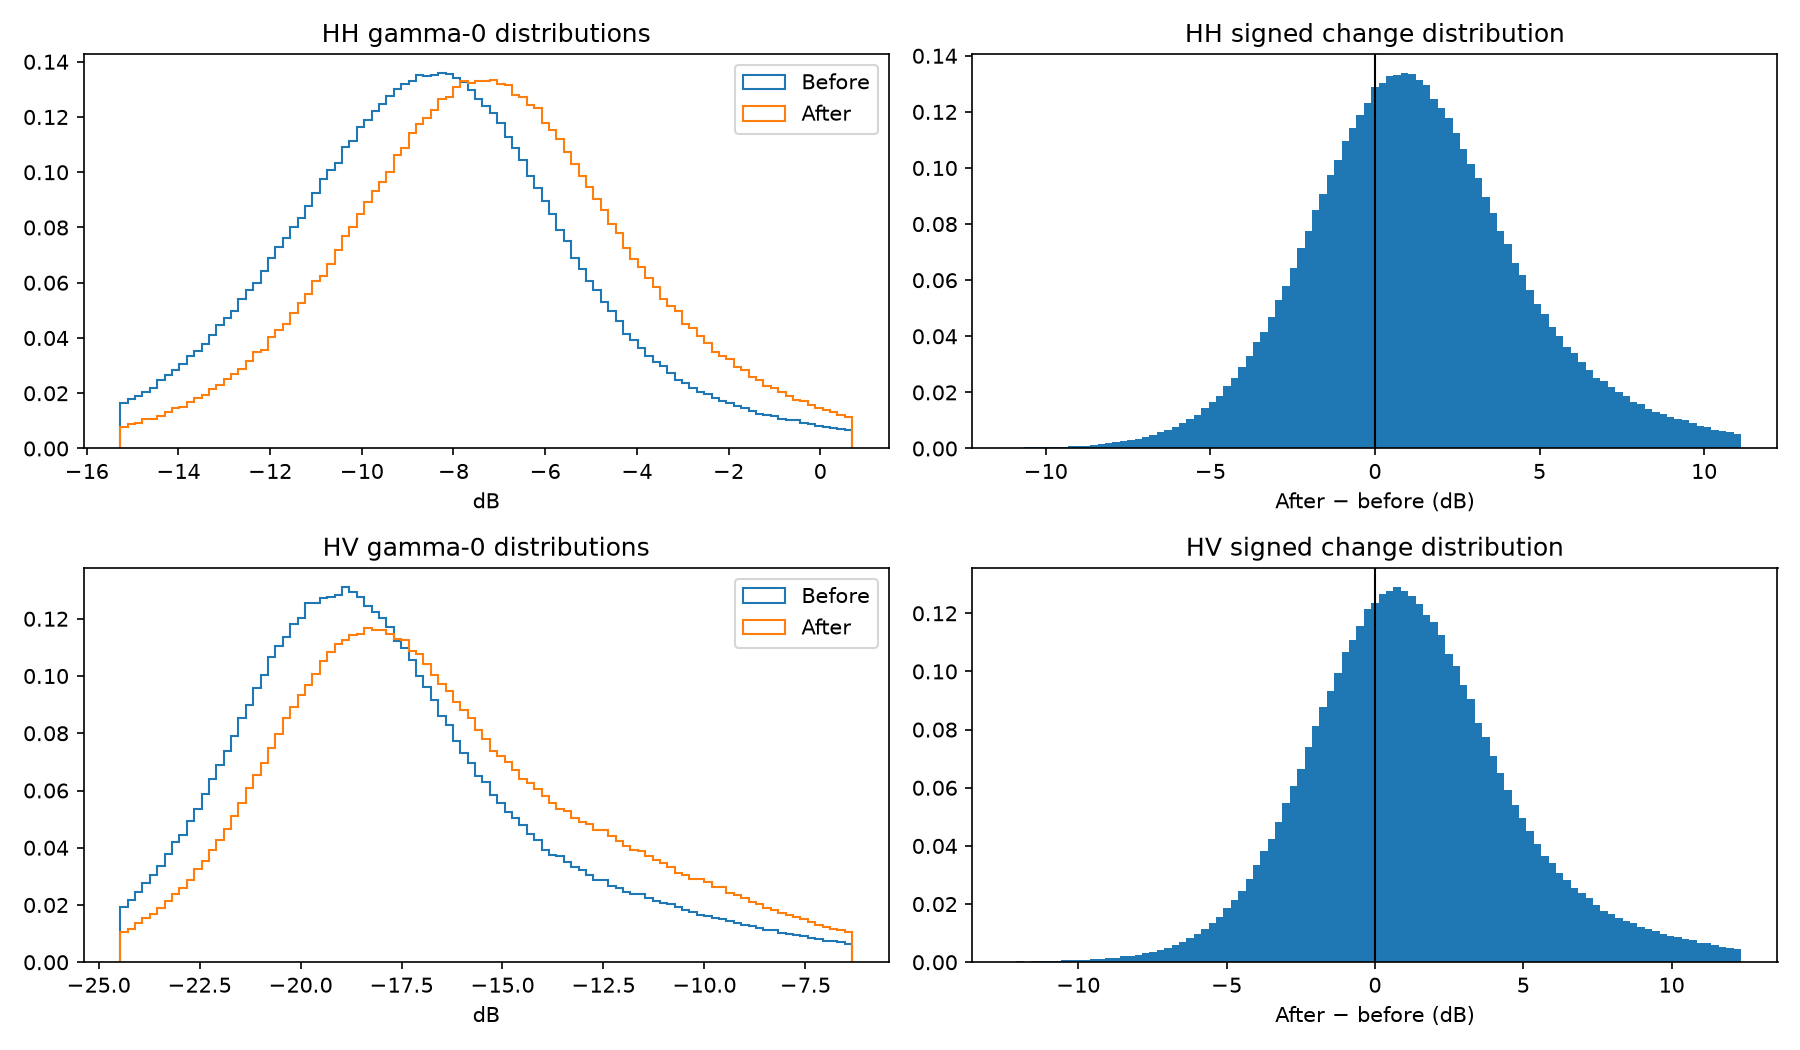 HH gamma-0 distributions
0.14
0.12
0.10
0.08
0.06
0.04
0.02
0.00
Before
After
−16 −14 −12 −10 −8 −6 −4 −2 0
dB
HH signed change distribution
0.14
0.12
0.10
0.08
0.06
0.04
0.02
0.00
−10 −5 0 5 10
After − before (dB)
HV gamma-0 distributions
0.12
0.10
0.08
0.06
0.04
0.02
0.00
Before
After
−25.0 −22.5 −20.0 −17.5 −15.0 −12.5 −10.0 −7.5
dB
HV signed change distribution
0.12
0.10
0.08
0.06
0.04
0.02
0.00
−10 −5 0 5 10
After − before (dB)